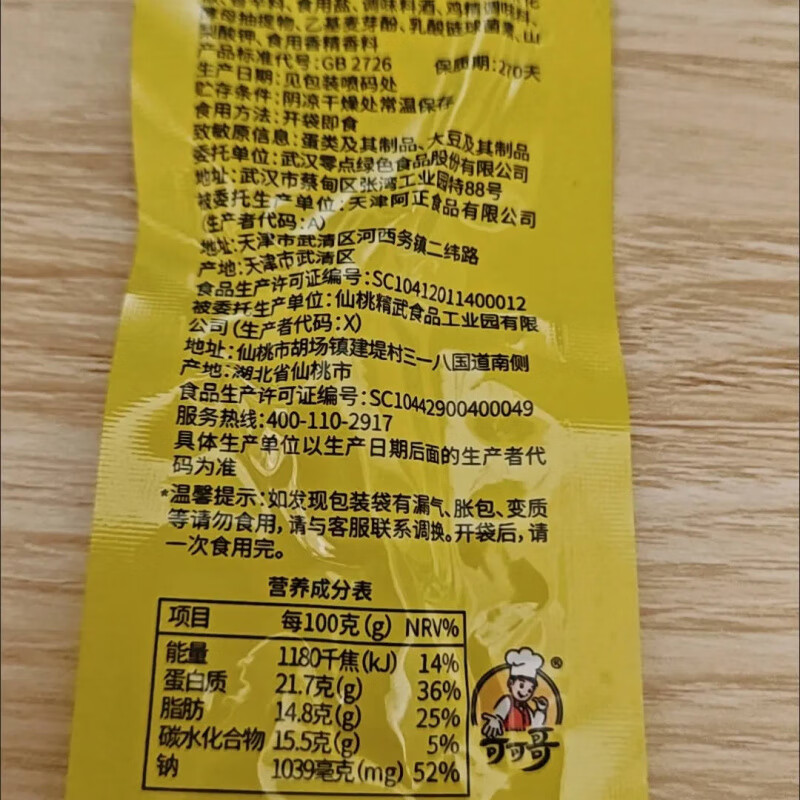 香辛料、食用盐、调味料酒、鸡精调味料、
酵母抽提物、乙基麦芽酚、乳酸链球菌素、山
梨酸钾、食用香精香料
产品标准代号:GB 2726 保质期:270天
生产日期:见包装喷码处
贮存条件:阴凉干燥处常温保存
食用方法:开袋即食
致敏原信息:蛋类及其制品、大豆及其制品
委托单位:武汉零点绿色食品股份有限公司
地址:武汉市蔡甸区张湾工业园特88号
被委托生产单位:天津阿正食品有限公司
(生产者代码:A)
地址:天津市武清区河西务镇二纬路
产地:天津市武清区
食品生产许可证编号:SC10412011400012
被委托生产单位:仙桃精武食品工业园有限
公司(生产者代码:X)
地址:仙桃市胡场镇建堤村三一八国道南侧
产地:湖北省仙桃市
食品生产许可证编号:SC10442900400049
服务热线:400-110-2917
具体生产单位以生产日期后面的生产者代
码为准
*温馨提示:如发现包装袋有漏气、胀包、变质
等请勿食用,请与客服联系调换。开袋后,请
一次食用完。
营养成分表
项目 每100克(g) NRV%
能量 1180千焦(kJ) 14%
蛋白质 21.7克(g) 36%
脂肪 14.8克(g) 25%
碳水化合物 15.5克(g) 5%
钠 1039毫克(mg) 52%
®
哥可哥